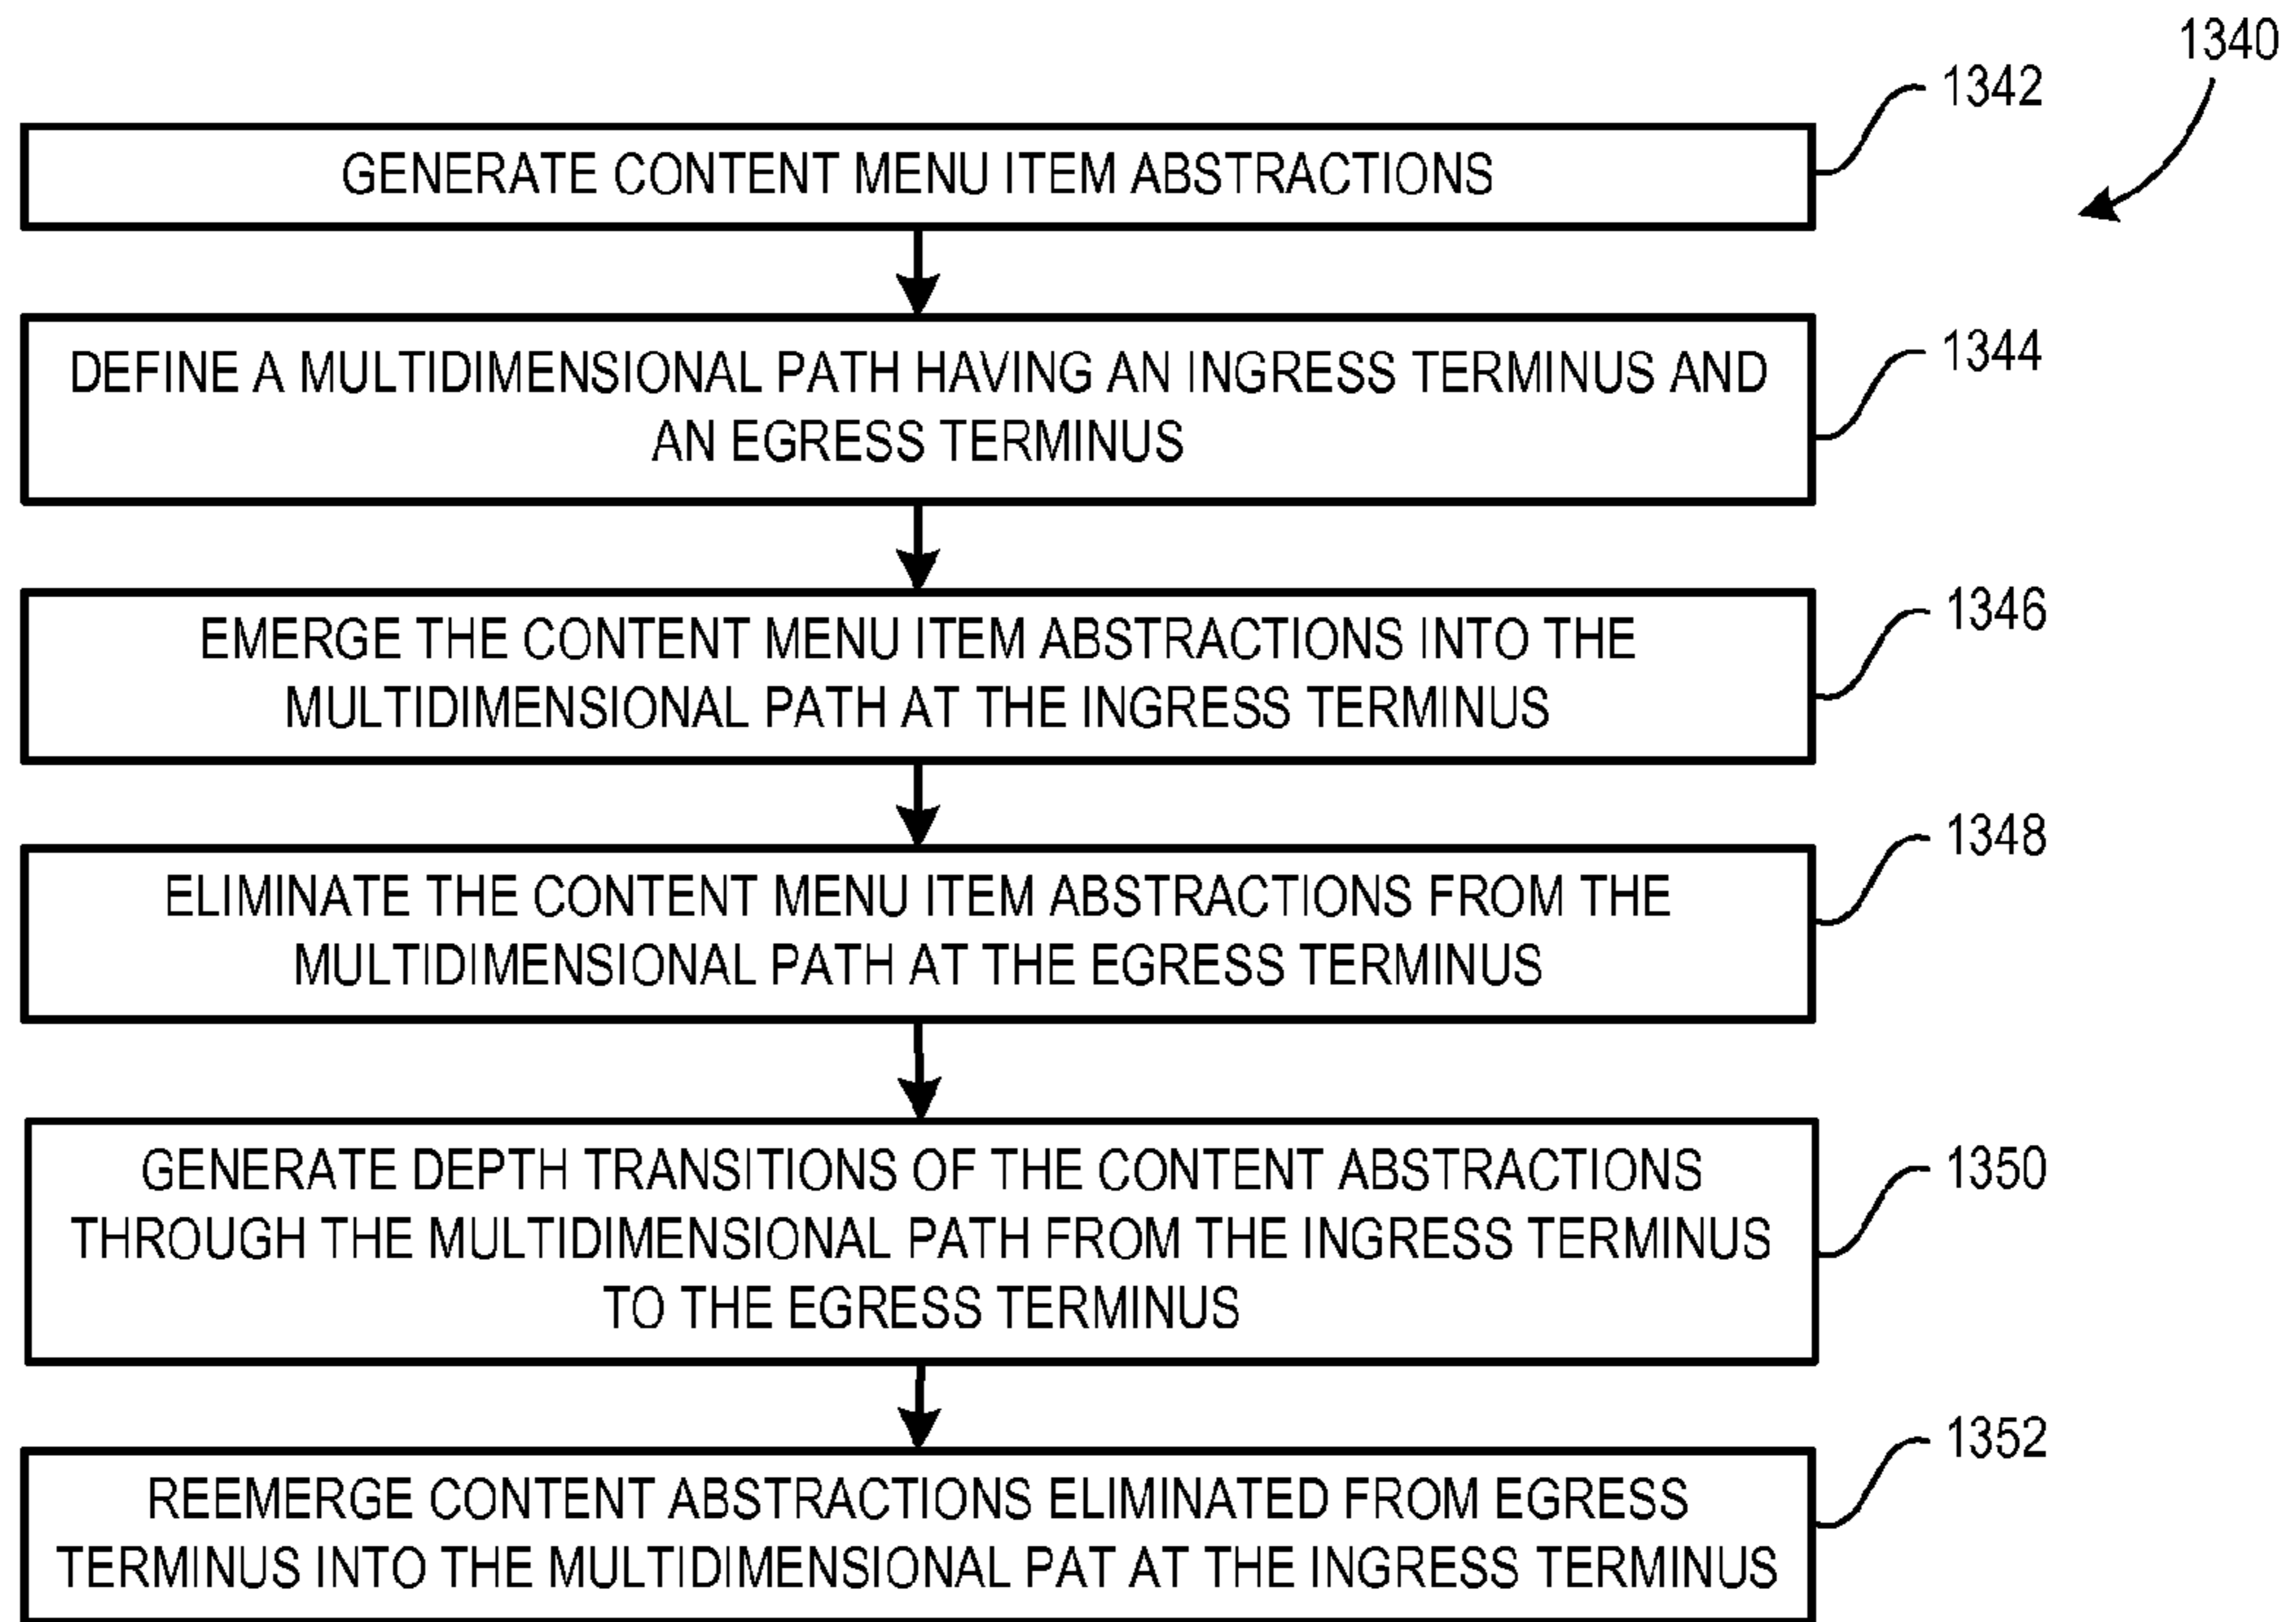 1340
1342
GENERATE CONTENT MENU ITEM ABSTRACTIONS
1344
DEFINE A MULTIDIMENSIONAL PATH HAVING AN INGRESS TERMINUS AND
AN EGRESS TERMINUS
1346
EMERGE THE CONTENT MENU ITEM ABSTRACTIONS INTO THE
MULTIDIMENSIONAL PATH AT THE INGRESS TERMINUS
1348
ELIMINATE THE CONTENT MENU ITEM ABSTRACTIONS FROM THE
MULTIDIMENSIONAL PATH AT THE EGRESS TERMINUS
1350
GENERATE DEPTH TRANSITIONS OF THE CONTENT ABSTRACTIONS
THROUGH THE MULTIDIMENSIONAL PATH FROM THE INGRESS TERMINUS
TO THE EGRESS TERMINUS
1352
REEMERGE CONTENT ABSTRACTIONS ELIMINATED FROM EGRESS
TERMINUS INTO THE MULTIDIMENSIONAL PAT AT THE INGRESS TERMINUS